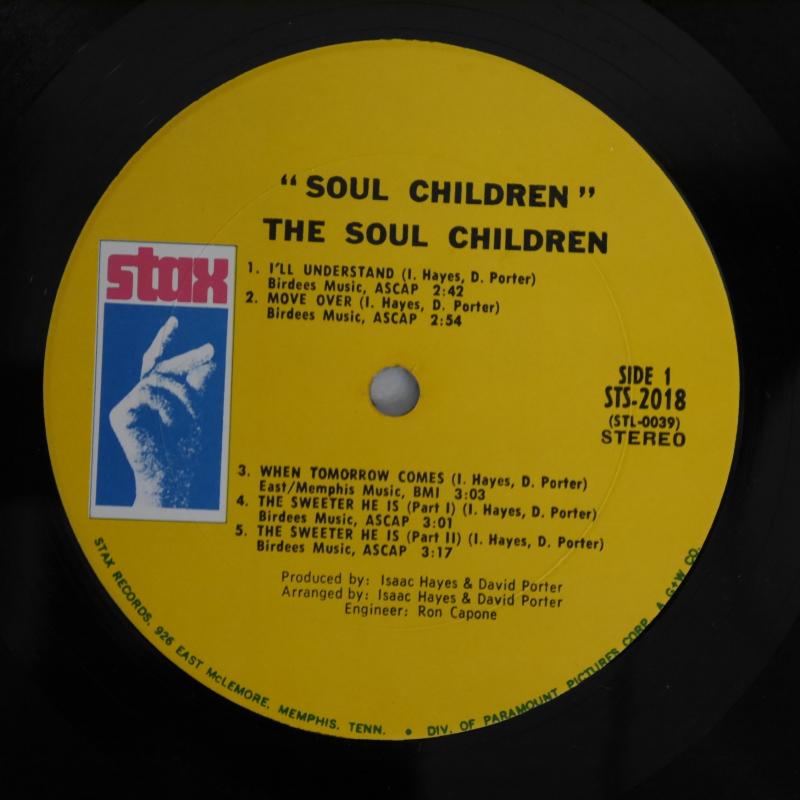 "SOUL CHILDREN"
THE SOUL CHILDREN
stax
1. I'LL UNDERSTAND (I. Hayes, D. Porter)
Birdees Music, ASCAP 2:42
2. MOVE OVER (I. Hayes, D. Porter)
Birdees Music, ASCAP 2:54
SIDE 1
STS-2018
(STL-0039)
STEREO
3. WHEN TOMORROW COMES (I. Hayes, D. Porter)
East/Memphis Music, BMI 3:03
4. THE SWEETER HE IS (Part I) (I. Hayes, D. Porter)
Birdees Music, ASCAP 3:01
5. THE SWEETER HE IS (Part II) (I. Hayes, D. Porter)
Birdees Music, ASCAP 3:17
Produced by: Isaac Hayes & David Porter
Arranged by: Isaac Hayes & David Porter
Engineer: Ron Capone
STAX RECORDS, 926 EAST McLEMORE, MEMPHIS, TENN. • DIV. OF PARAMOUNT PICTURES CORP. A G+W CO.